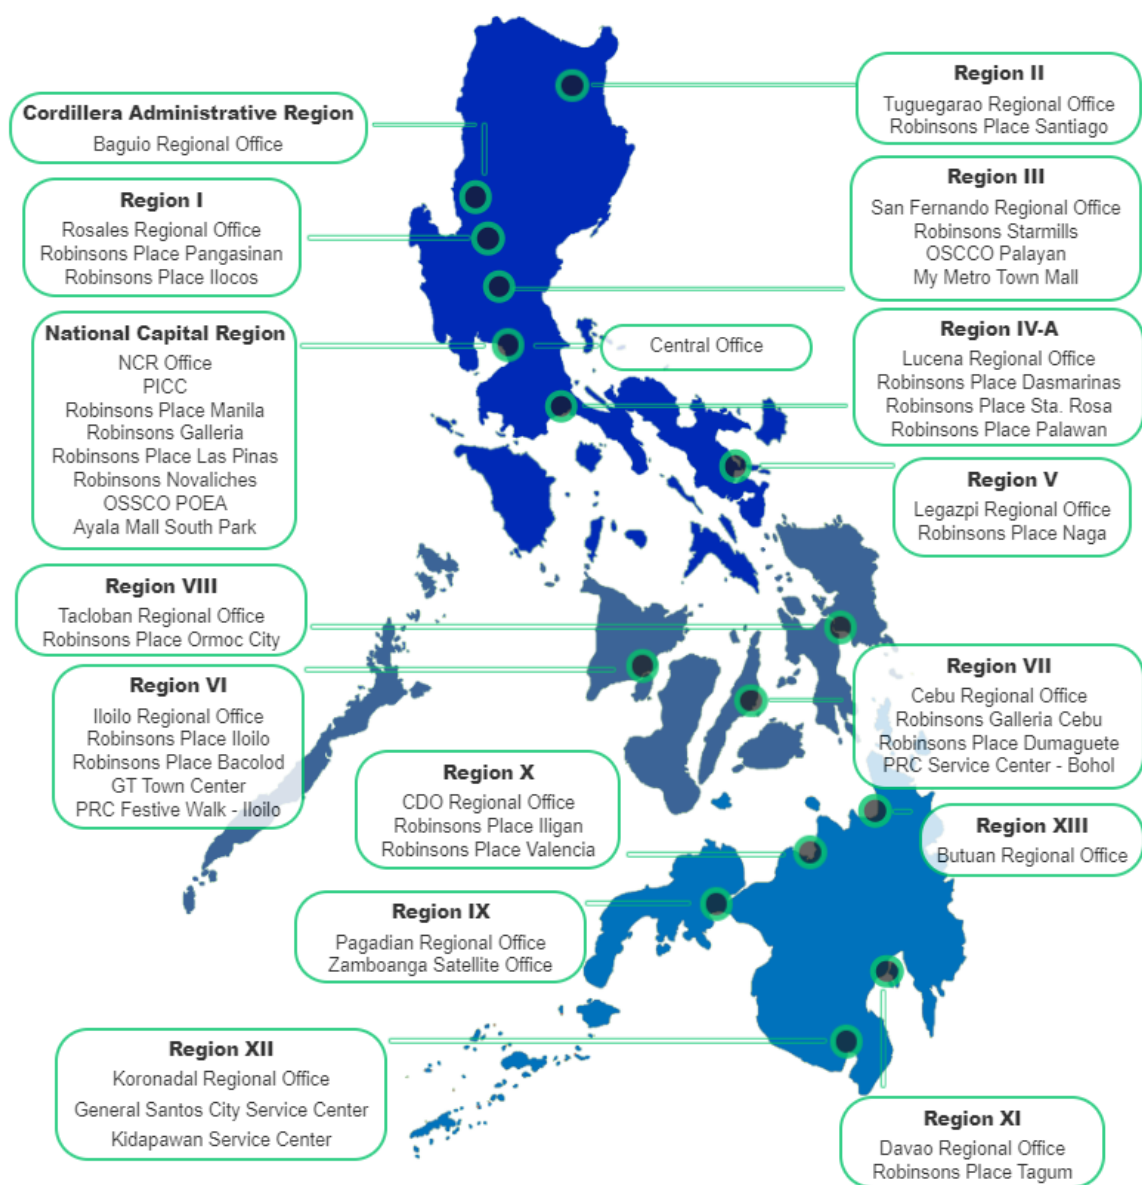 Cordillera Administrative Region
Baguio Regional Office
Region I
Rosales Regional Office
Robinsons Place Pangasinan
Robinsons Place Ilocos
National Capital Region
NCR Office
PICC
Robinsons Place Manila
Robinsons Galleria
Robinsons Place Las Pinas
Robinsons Novaliches
OSSCO POEA
Ayala Mall South Park
Region VIII
Tacloban Regional Office
Robinsons Place Ormoc City
Region VI
Iloilo Regional Office
Robinsons Place Iloilo
Robinsons Place Bacolod
GT Town Center
PRC Festive Walk - Iloilo
Region X
CDO Regional Office
Robinsons Place Iligan
Robinsons Place Valencia
Region IX
Pagadian Regional Office
Zamboanga Satellite Office
Region XII
Koronadal Regional Office
General Santos City Service Center
Kidapawan Service Center
Region II
Tuguegarao Regional Office
Robinsons Place Santiago
Region III
San Fernando Regional Office
Robinsons Starmills
OSCCO Palayan
My Metro Town Mall
Central Office
Region IV-A
Lucena Regional Office
Robinsons Place Dasmarinas
Robinsons Place Sta. Rosa
Robinsons Place Palawan
Region V
Legazpi Regional Office
Robinsons Place Naga
Region VII
Cebu Regional Office
Robinsons Galleria Cebu
Robinsons Place Dumaguete
PRC Service Center - Bohol
Region XIII
Butuan Regional Office
Region XI
Davao Regional Office
Robinsons Place Tagum